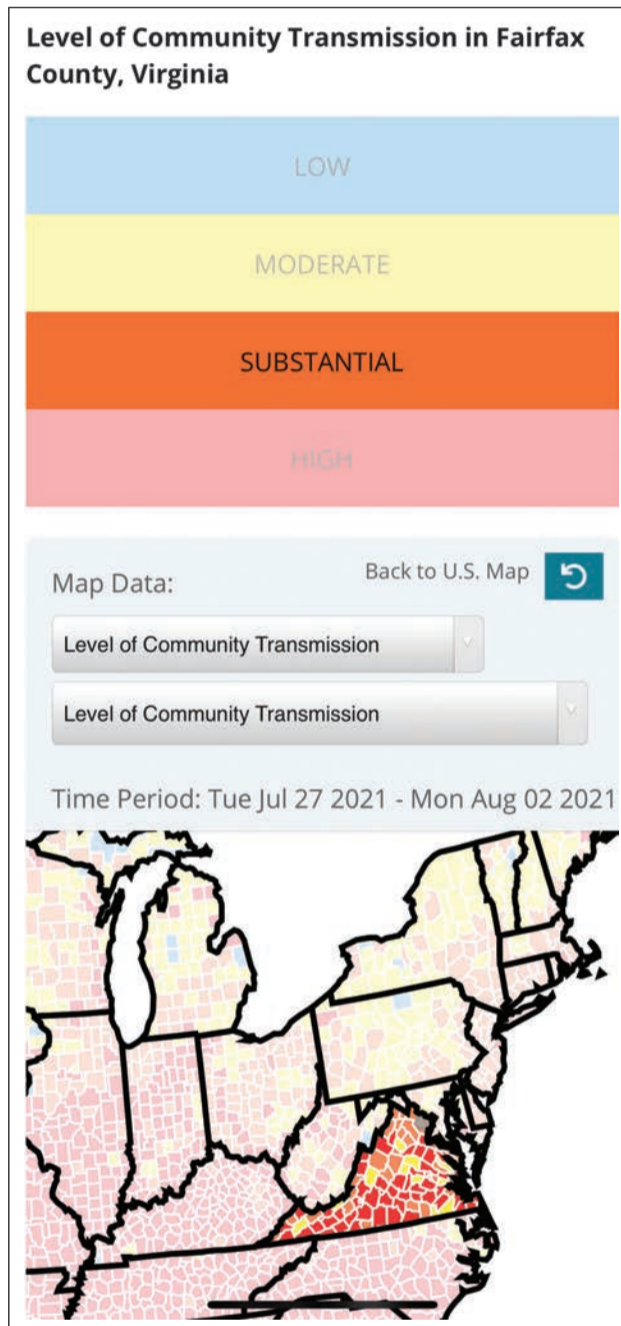 Level of Community Transmission in Fairfax
County, Virginia
LOW
MODERATE
SUBSTANTIAL
HIGH
Map Data:
Back to U.S. Map
Level of Community Transmission
Level of Community Transmission
Time Period: Tue Jul 27 2021 - Mon Aug 02 2021